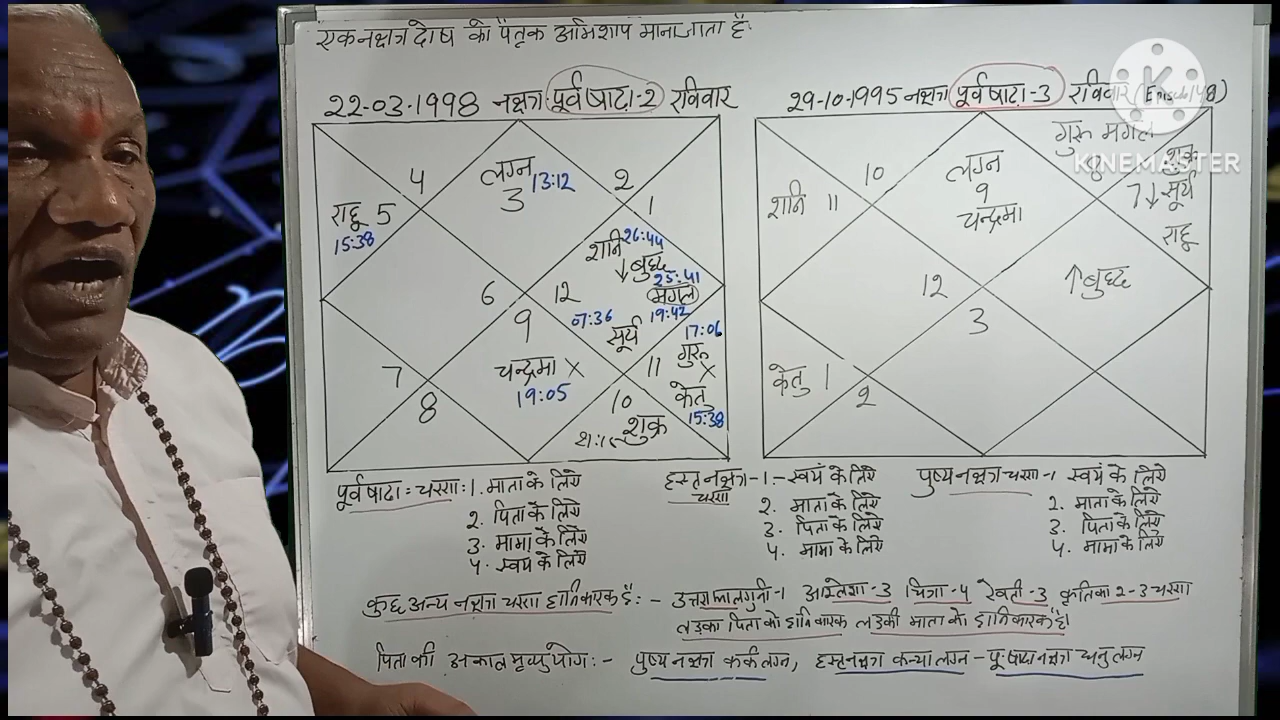 एक नक्षत्र दोष को पैतृक अभिशाप माना जाता है:
22-03-1998 नक्षत्र पूर्वषाढा-2 रविवार
29-10-1995 नक्षत्र पूर्वषाढा-3 रविवार (Episod 148)
KINEMASTER
4
लग्न 13:12
3
2
1
राहू 5
15:38
शनि 26:44
↓ बुध
25:41
मंगल
19:42
6
12
07:36 सूर्य
17:06
गुरु
9
चन्द्रमा ×
19:05
11
×
केतु
15:38
7
8
10
शुक्र
गुरु मंगल
8
10
लग्न
9
चन्द्रमा
शुक्र
7 ↓ सूर्य
राहू
शनि 11
12
↑ बुध
3
केतु 1
2
पूर्वषाढा: चरण: 1. माता के लिये
2. पिता के लिये
3. मामा के लिये
4. स्वयं के लिये
हस्त नक्षत्र - 1 - स्वयं के लिये
चरण
2. माता के लिये
3. पिता के लिये
4. मामा के लिये
पुष्य नक्षत्र चरण - 1 स्वयं के लिये
2. माता के लिये
3. पिता के लिये
4. मामा के लिये
कुछ अन्य नक्षत्र चरण हानिकारक है: - उत्तराफाल्गुनी-1 अश्लेशा-3 चित्रा-4 रेवती-3 कृतिका 2-3 चरण
लड़का पिता को हानिकारक लड़की माता को हानिकारक है।
पिता की अकाल मृत्यु योग: - पुष्य नक्षत्र कर्क लग्न, हस्त नक्षत्र कन्या लग्न - पू: षाढा नक्षत्र धनु लग्न